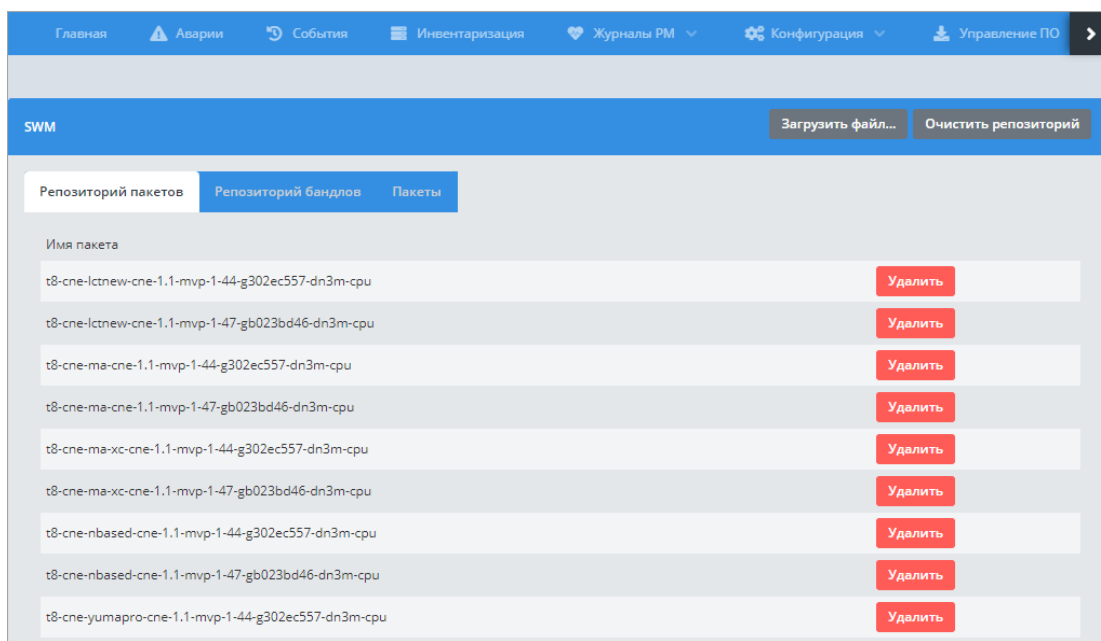 Главная Аварии События Инвентаризация Журналы PM Конфигурация Управление ПО
SWM Загрузить файл... Очистить репозиторий
Репозиторий пакетов Репозиторий бандлов Пакеты
Имя пакета
t8-cne-lctnew-cne-1.1-mvp-1-44-g302ec557-dn3m-cpu Удалить
t8-cne-lctnew-cne-1.1-mvp-1-47-gb023bd46-dn3m-cpu Удалить
t8-cne-ma-cne-1.1-mvp-1-44-g302ec557-dn3m-cpu Удалить
t8-cne-ma-cne-1.1-mvp-1-47-gb023bd46-dn3m-cpu Удалить
t8-cne-ma-xc-cne-1.1-mvp-1-44-g302ec557-dn3m-cpu Удалить
t8-cne-ma-xc-cne-1.1-mvp-1-47-gb023bd46-dn3m-cpu Удалить
t8-cne-nbased-cne-1.1-mvp-1-44-g302ec557-dn3m-cpu Удалить
t8-cne-nbased-cne-1.1-mvp-1-47-gb023bd46-dn3m-cpu Удалить
t8-cne-yumapro-cne-1.1-mvp-1-44-g302ec557-dn3m-cpu Удалить